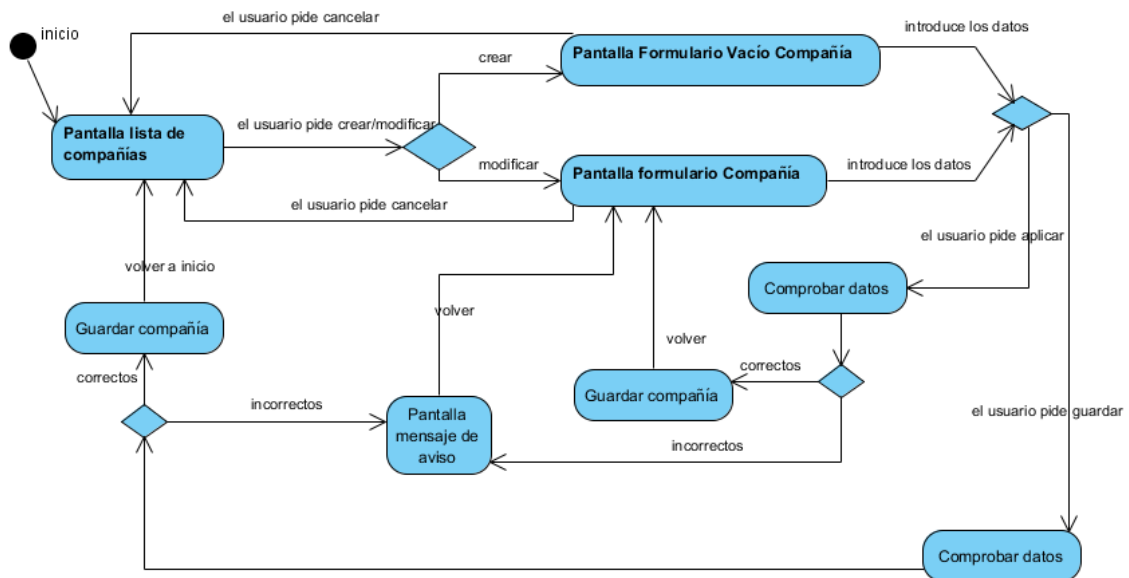 inicio
el usuario pide cancelar
introduce los datos
Pantalla Formulario Vacío Compañía
crear
Pantalla lista de
compañías
el usuario pide crear/modificar
modificar
Pantalla formulario Compañía
introduce los datos
el usuario pide cancelar
el usuario pide aplicar
volver a inicio
Comprobar datos
volver
Guardar compañía
volver
correctos
correctos
Guardar compañía
incorrectos
Pantalla
mensaje de
aviso
el usuario pide guardar
incorrectos
Comprobar datos